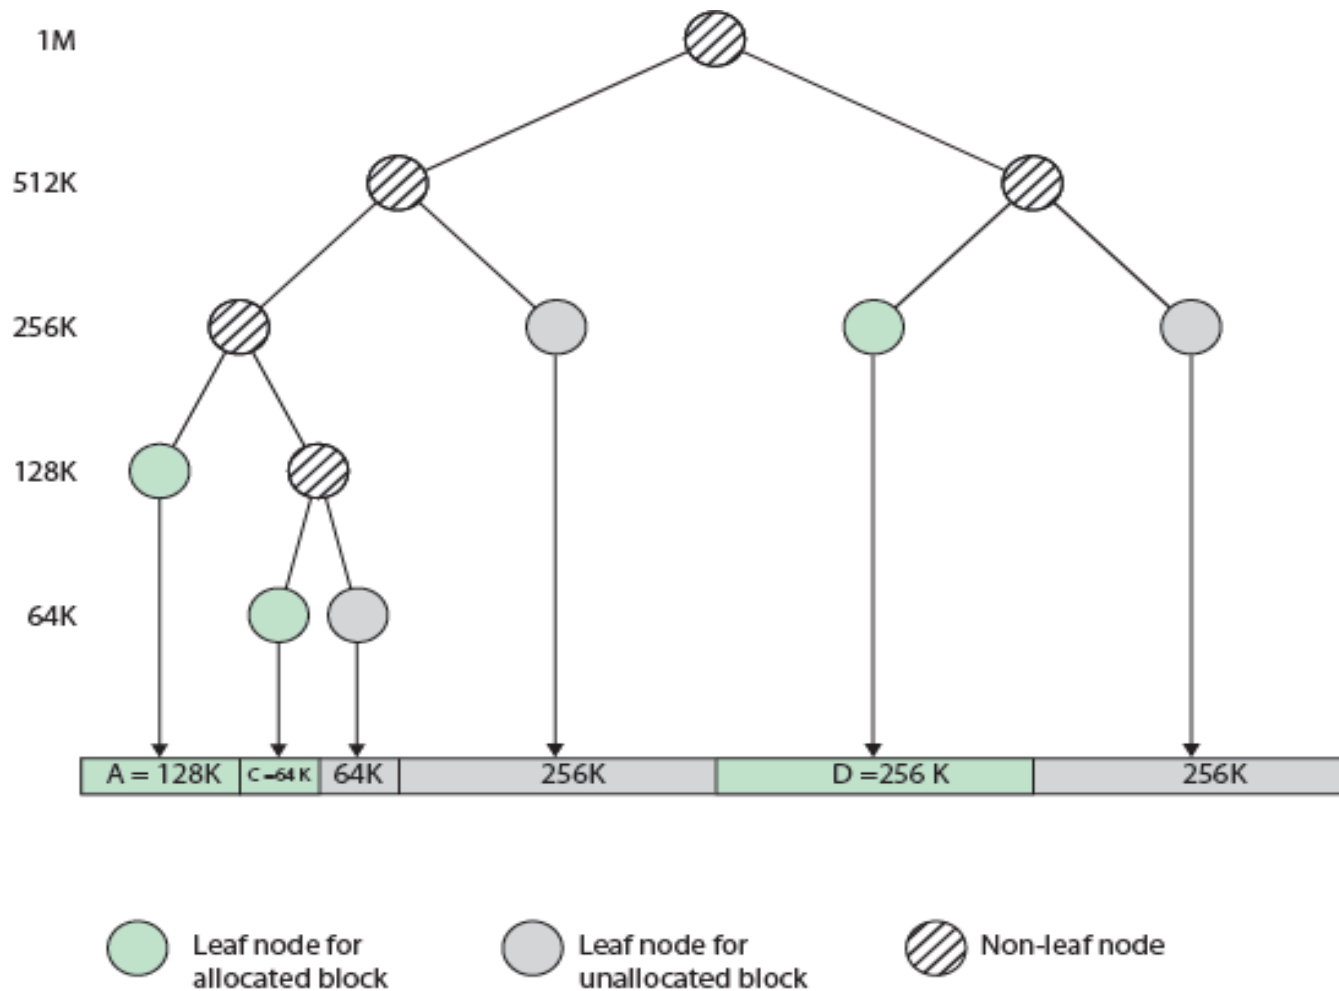 1M
512K
256K
128K
64K
A = 128K
C =64 K
64K
256K
D =256 K
256K
Leaf node for
allocated block
Leaf node for
unallocated block
Non-leaf node